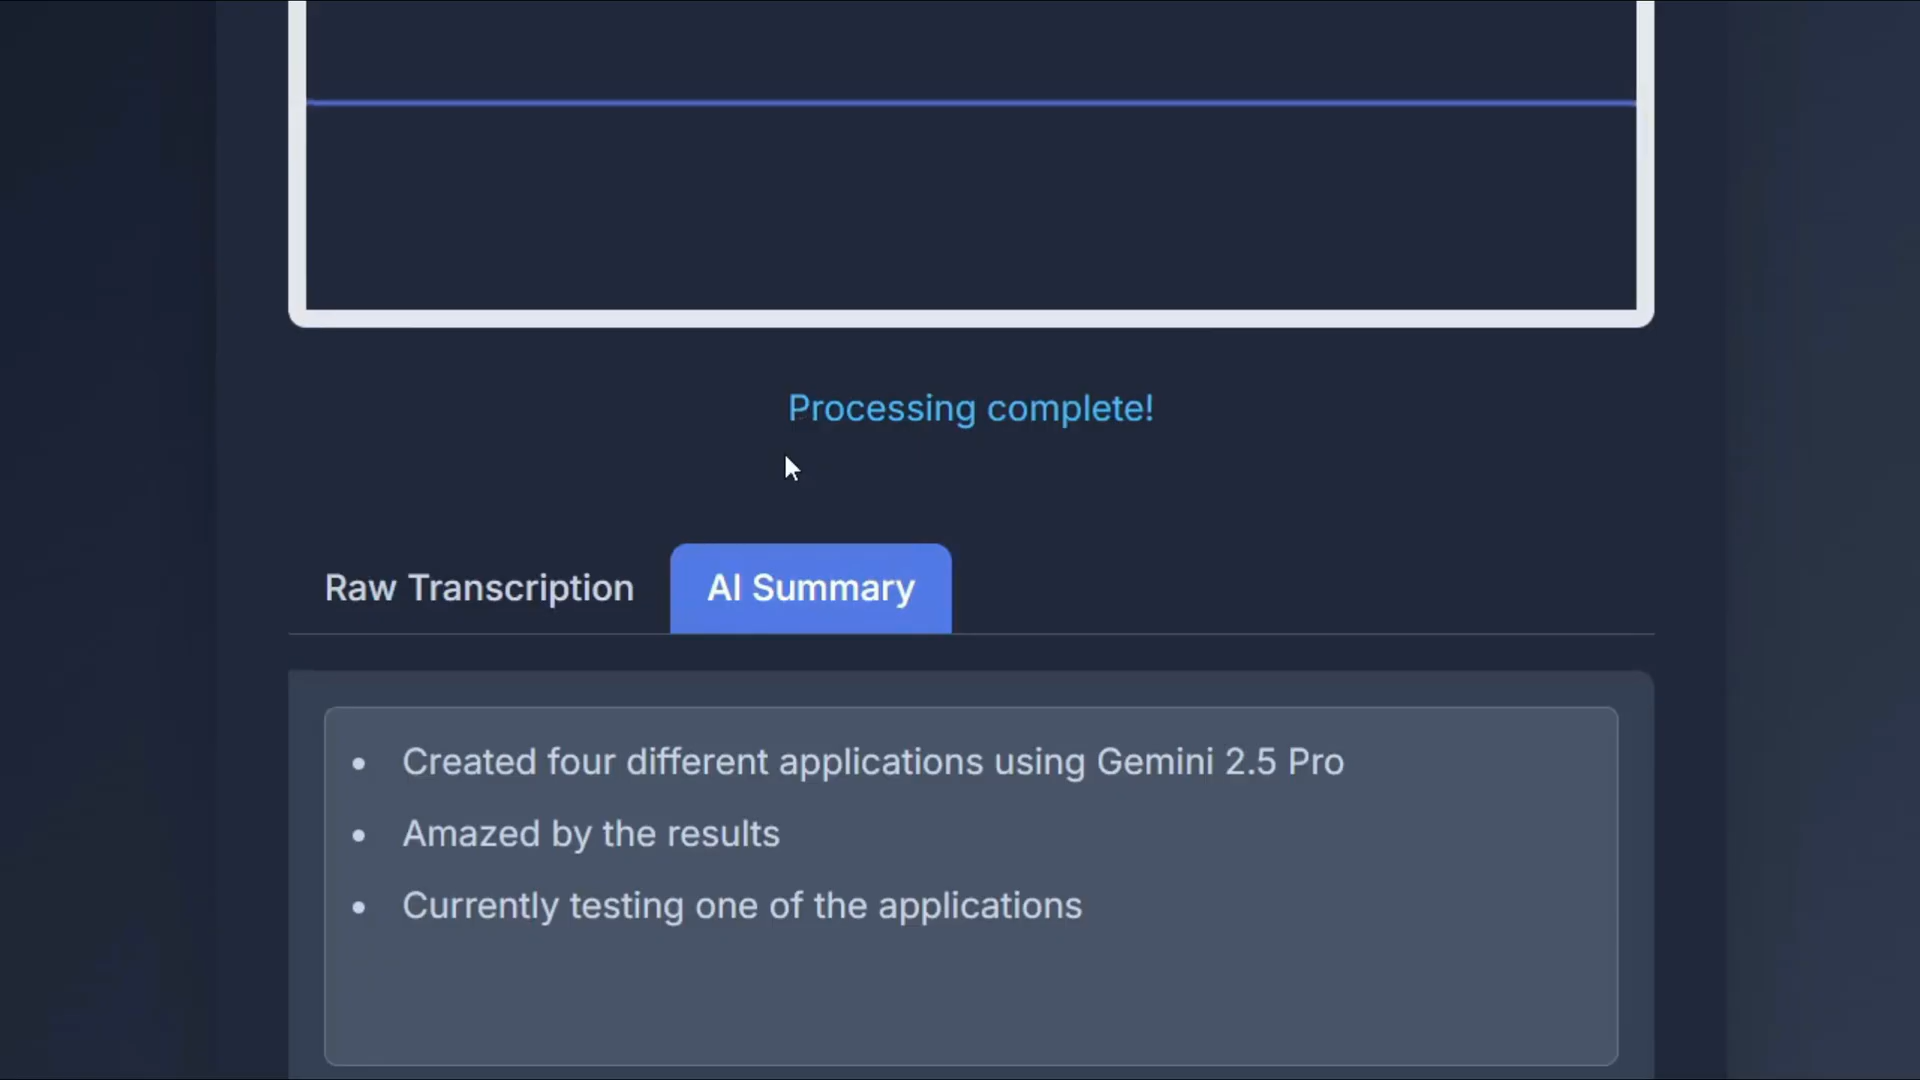 Processing complete!
Raw Transcription AI Summary
• Created four different applications using Gemini 2.5 Pro
• Amazed by the results
• Currently testing one of the applications